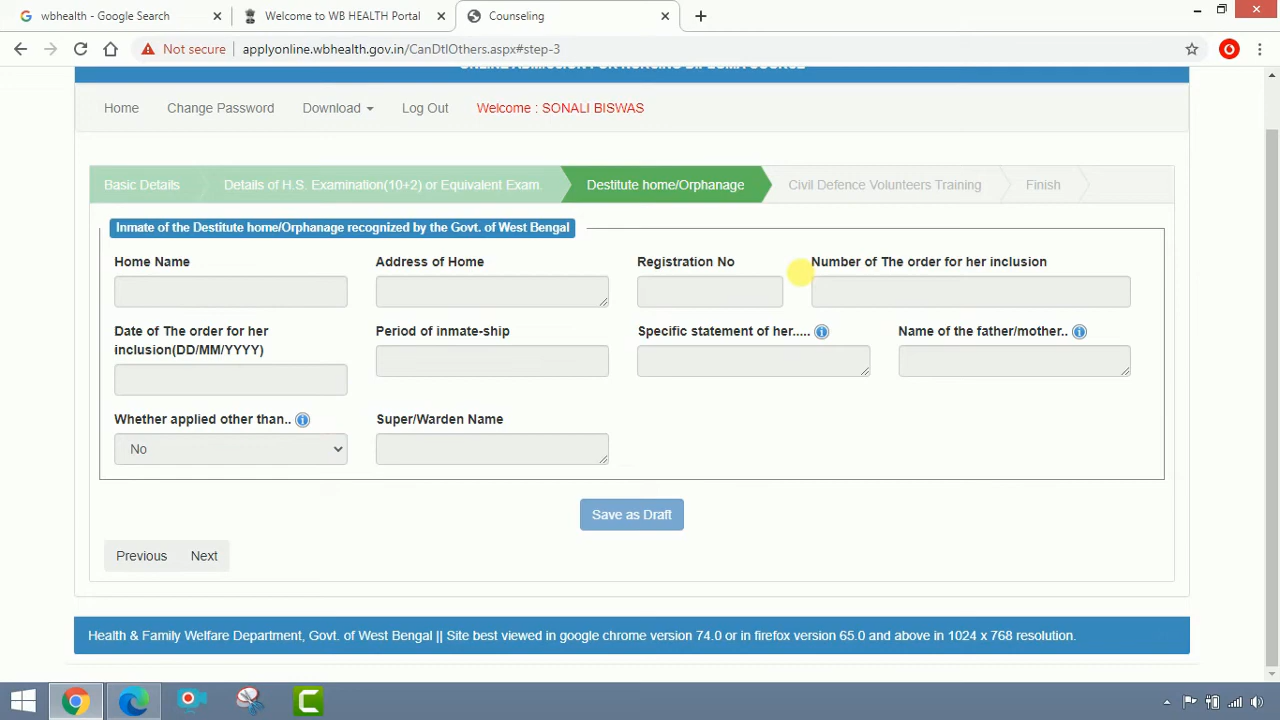 wbhealth - Google Search
Welcome to WB HEALTH Portal
Counseling
Not secure
applyonline.wbhealth.gov.in/CanDtlOthers.aspx#step-3
ONLINE ADMISSION FOR NURSING DIPLOMA COURSE
Home
Change Password
Download
Log Out
Welcome : SONALI BISWAS
Basic Details
Details of H.S. Examination(10+2) or Equivalent Exam.
Destitute home/Orphanage
Civil Defence Volunteers Training
Finish
Inmate of the Destitute home/Orphanage recognized by the Govt. of West Bengal
Home Name
Address of Home
Registration No
Number of The order for her inclusion
Date of The order for her
inclusion(DD/MM/YYYY)
Period of inmate-ship
Specific statement of her.....
Name of the father/mother..
Whether applied other than..
Super/Warden Name
No
Save as Draft
Previous
Next
Health & Family Welfare Department, Govt. of West Bengal || Site best viewed in google chrome version 74.0 or in firefox version 65.0 and above in 1024 x 768 resolution.